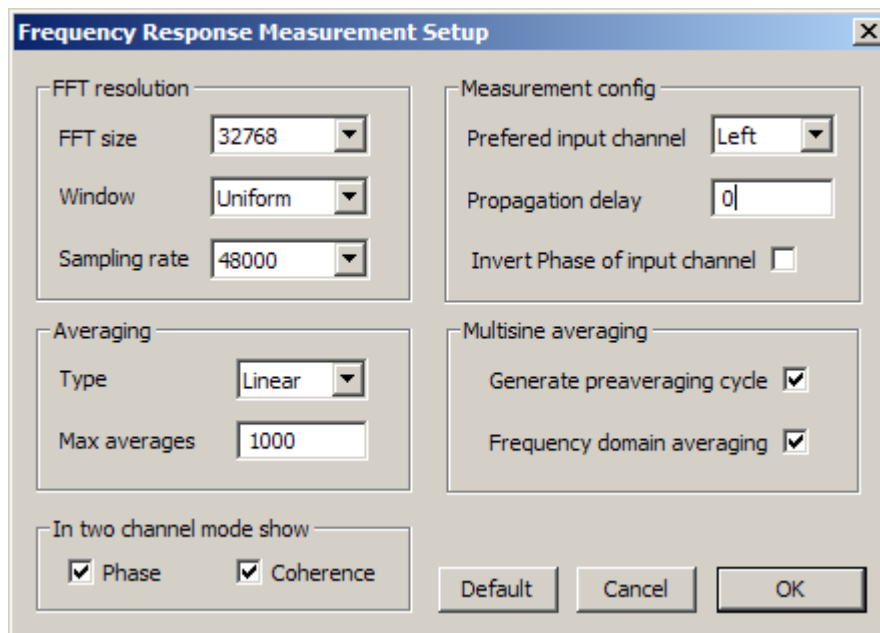 Frequency Response Measurement Setup
FFT resolution
FFT size 32768
Window Uniform
Sampling rate 48000
Measurement config
Prefered input channel Left
Propagation delay 0
Invert Phase of input channel
Averaging
Type Linear
Max averages 1000
Multisine averaging
Generate preaveraging cycle
Frequency domain averaging
In two channel mode show
Phase Coherence
Default Cancel OK